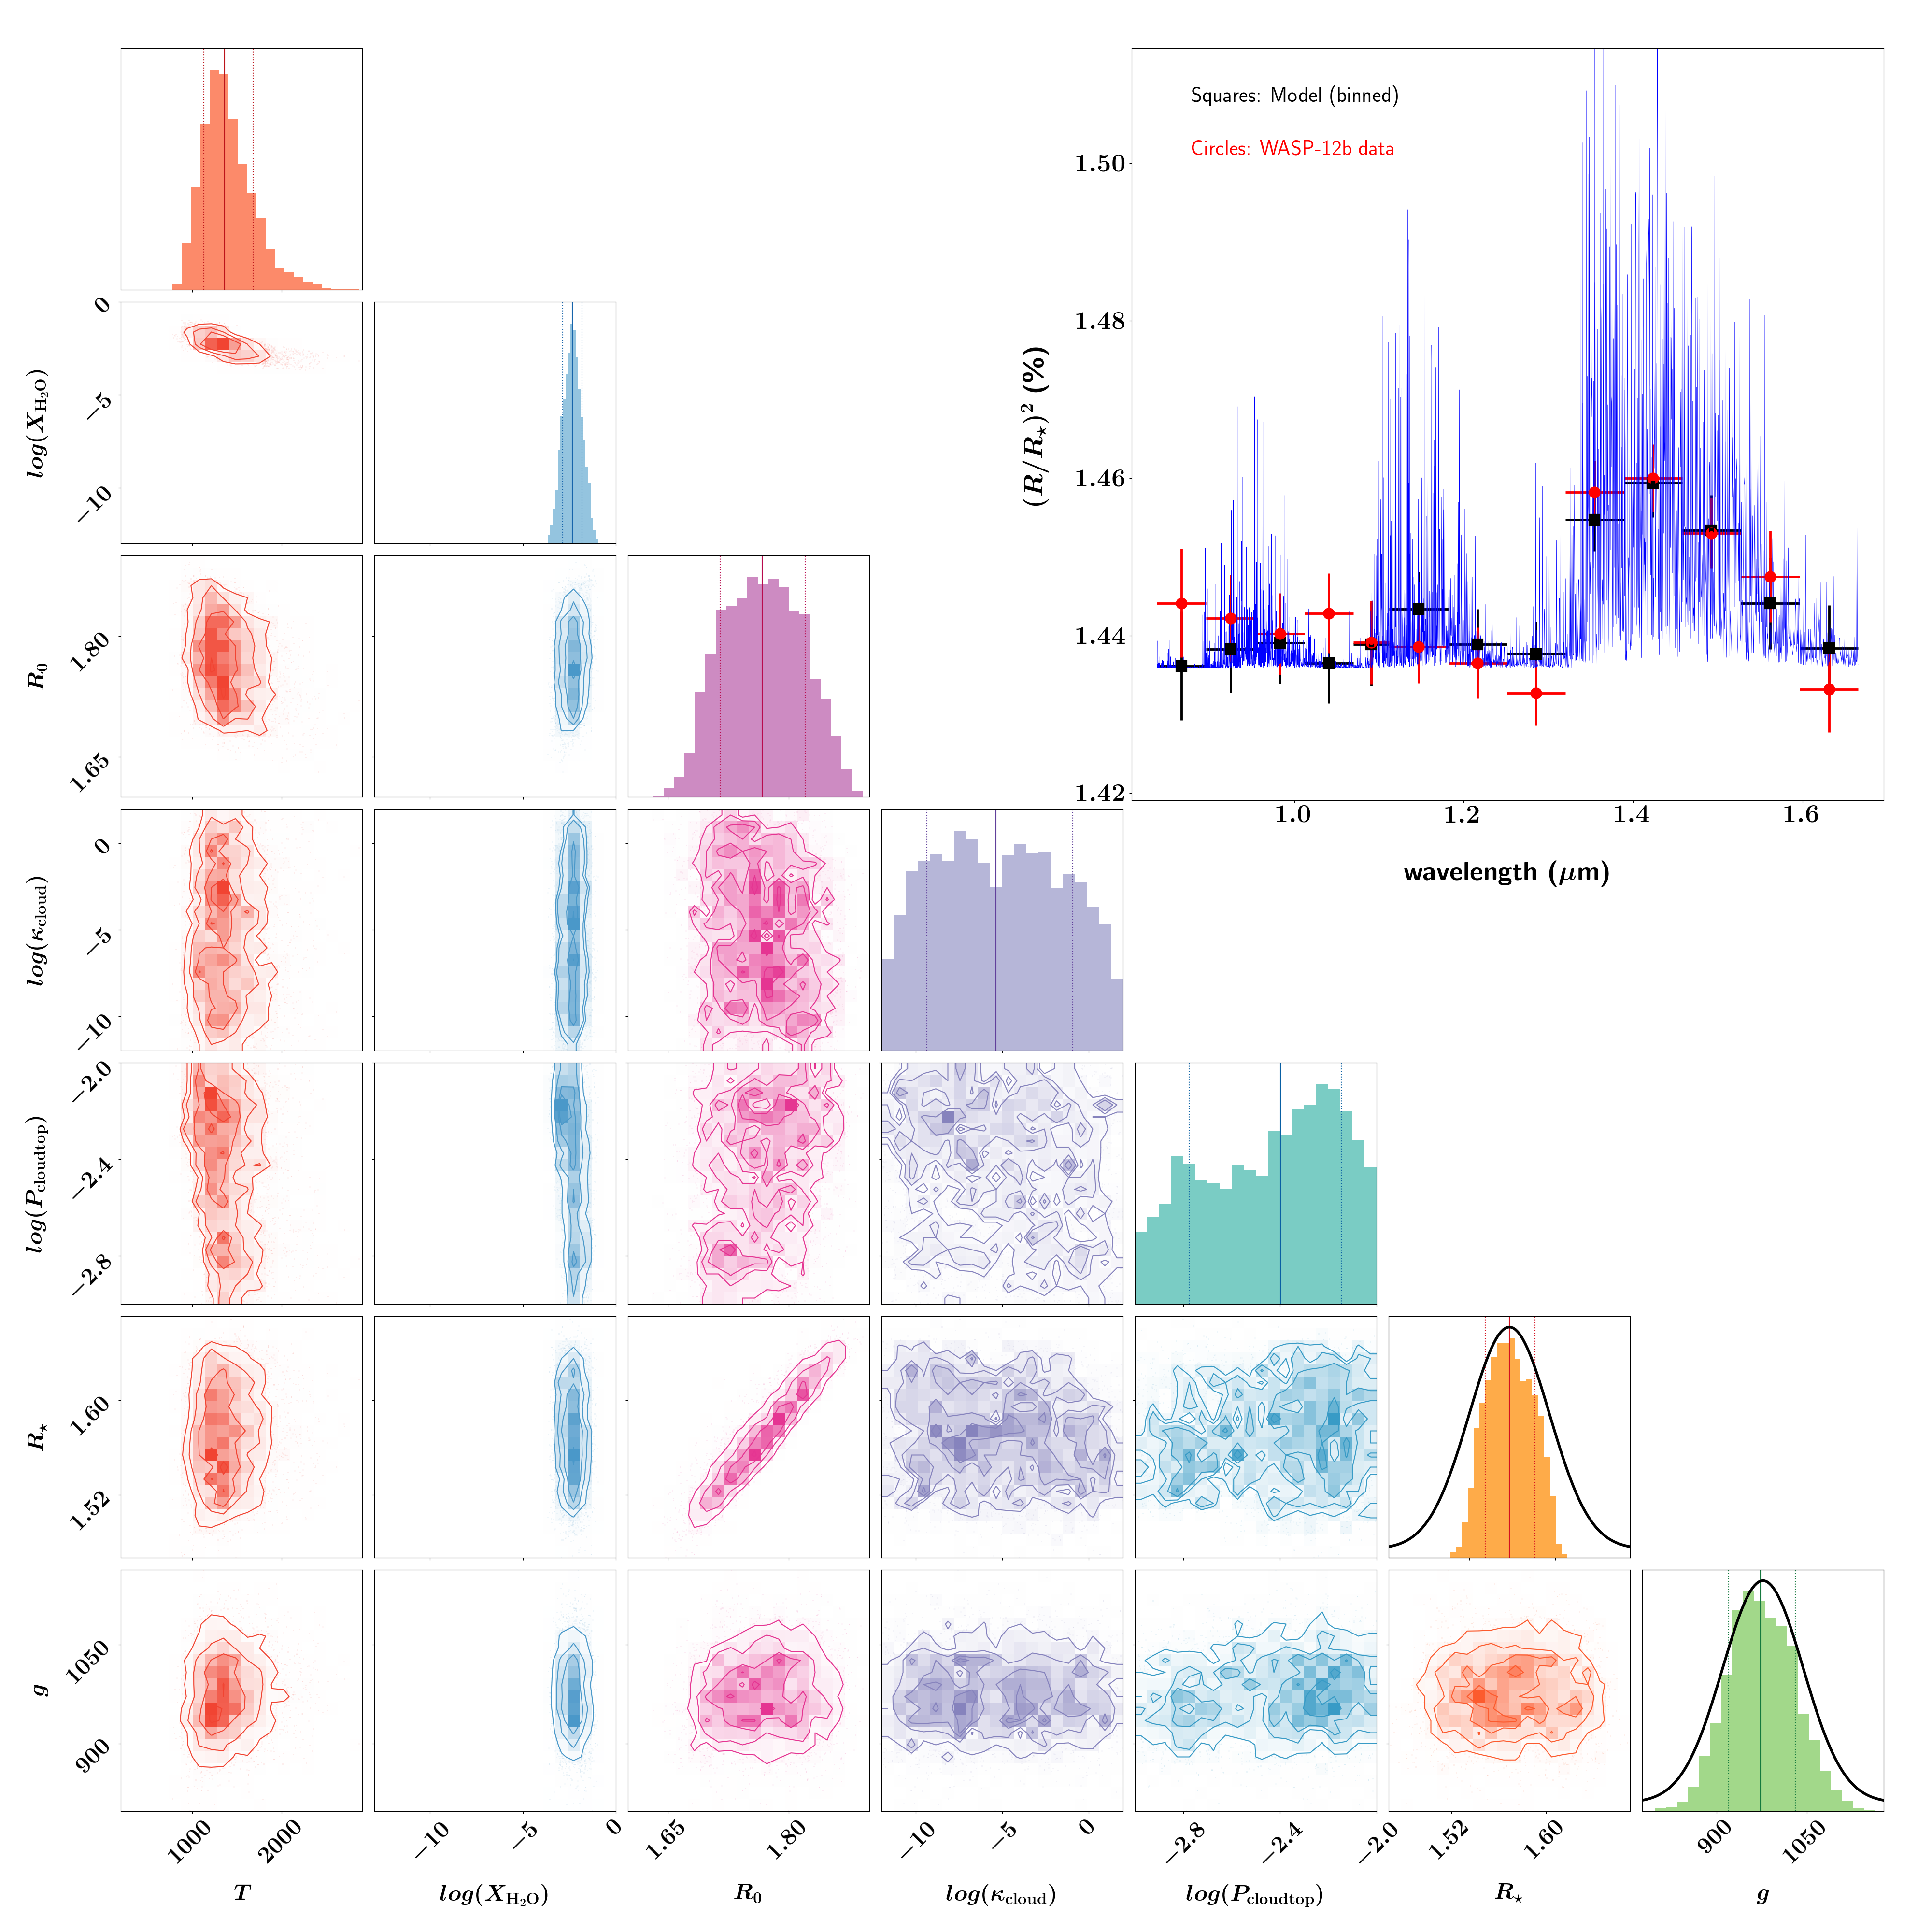 Squares: Model (binned)
Circles: WASP-12b data
1.50
1.48
1.46
1.44
1.42
(R/R⋆)² (%)
1.0 1.2 1.4 1.6
wavelength (μm)
0
−5
−10
log(X_H₂O)
1.80
1.65
R₀
0
−5
−10
log(κ_cloud)
−2.0
−2.4
−2.8
log(P_cloudtop)
1.60
1.52
R⋆
1050
900
g
1000 2000 −10 −5 0 1.65 1.80 −10 −5 0 −2.8 −2.4 −2.0 1.52 1.60 900 1050
T log(X_H₂O) R₀ log(κ_cloud) log(P_cloudtop) R⋆ g